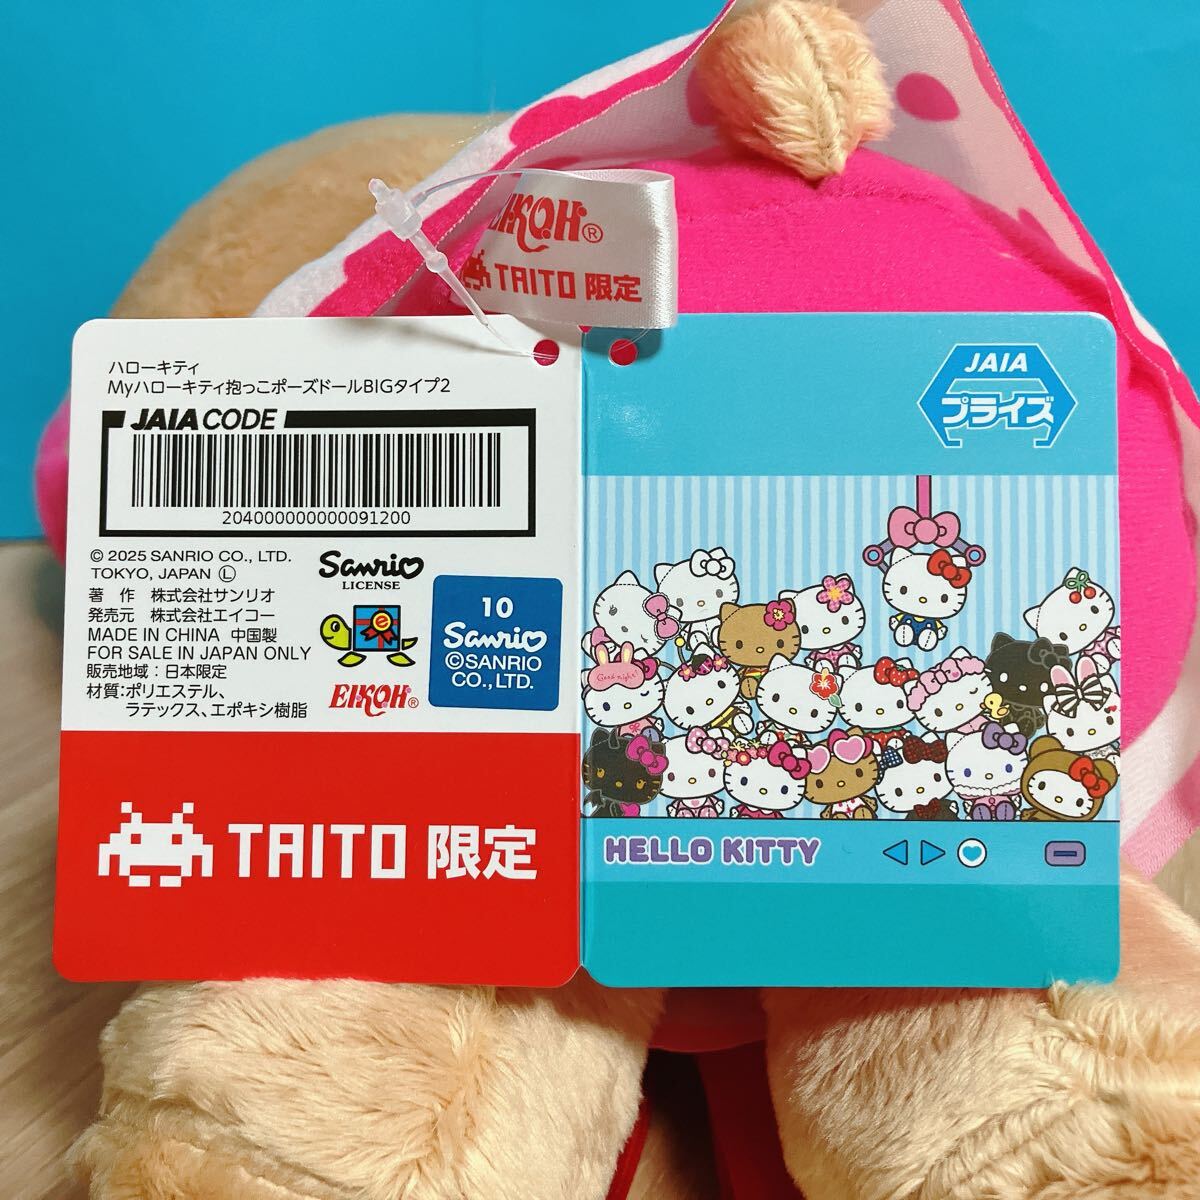 EIKOH®
TAITO 限定
ハローキティ
Myハローキティ抱っこポーズドールBIGタイプ2
JAIA CODE
204000000000091200
© 2025 SANRIO CO., LTD.
TOKYO, JAPAN Ⓛ
著　作　株式会社サンリオ
発売元　株式会社エイコー
MADE IN CHINA　中国製
FOR SALE IN JAPAN ONLY
販売地域：日本限定
材質：ポリエステル、
ラテックス、エポキシ樹脂
Sanrio
LICENSE
e
EIKOH®
10
Sanrio
©SANRIO
CO., LTD.
TAITO 限定
JAIA
プライズ
Good night!
HELLO KITTY